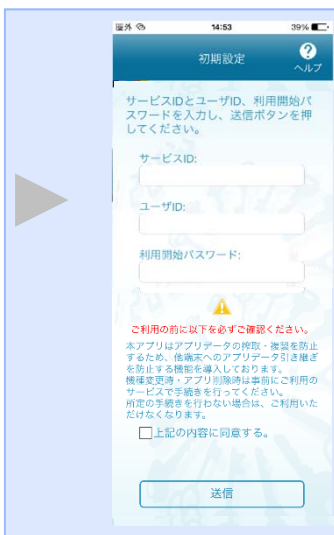 圏外 14:53 39%
初期設定
ヘルプ
サービスIDとユーザID、利用開始パ
スワードを入力し、送信ボタンを押
してください。
サービスID:
ユーザID:
利用開始パスワード:
ご利用の前に以下を必ずご確認ください。
本アプリはアプリデータの搾取・複製を防止
するため、他端末へのアプリデータ引き継ぎ
を防止する機能を導入しております。
機種変更時・アプリ削除時は事前にご利用の
サービスで手続きを行ってください。
所定の手続きを行わない場合は、ご利用いた
だけなくなります。
上記の内容に同意する。
送信